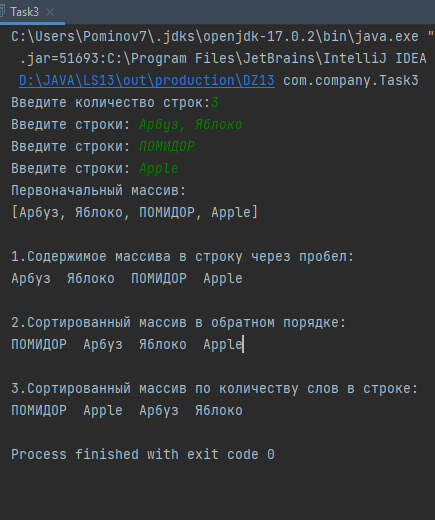 Task3
C:\Users\Pominov7\.jdks\openjdk-17.0.2\bin\java.exe "
.jar=51693:C:\Program Files\JetBrains\IntelliJ IDEA
D:\JAVA\LS13\out\production\DZ13 com.company.Task3
Введите количество строк:3
Введите строки: Арбуз, Яблоко
Введите строки: ПОМИДОР
Введите строки: Apple
Первоначальный массив:
[Арбуз, Яблоко, ПОМИДОР, Apple]
1.Содержимое массива в строку через пробел:
Арбуз  Яблоко  ПОМИДОР  Apple
2.Сортированный массив в обратном порядке:
ПОМИДОР  Арбуз  Яблоко  Apple
3.Сортированный массив по количеству слов в строке:
ПОМИДОР  Apple  Арбуз  Яблоко
Process finished with exit code 0